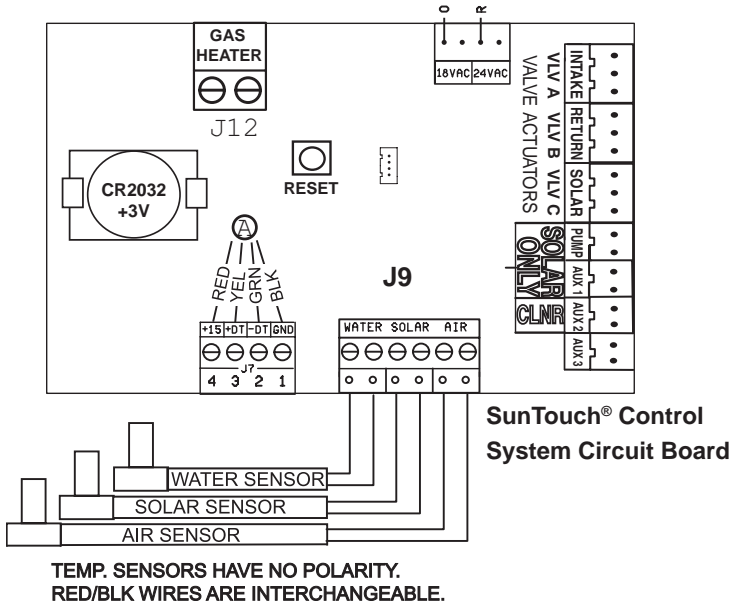 O R
GAS
HEATER
18VAC 24VAC
J12
RESET
CR2032
+3V
A
RED
YEL
GRN
BLK
J9
INTAKE
RETURN
SOLAR
PUMP
AUX 1
AUX 2
AUX 3
VLV A VLV B VLV C
VALVE ACTUATORS
SOLAR
ONLY
CLNR
+15 +DT -DT GND
J7
4 3 2 1
WATER SOLAR AIR
SunTouch® Control
System Circuit Board
WATER SENSOR
SOLAR SENSOR
AIR SENSOR
TEMP. SENSORS HAVE NO POLARITY.
RED/BLK WIRES ARE INTERCHANGEABLE.